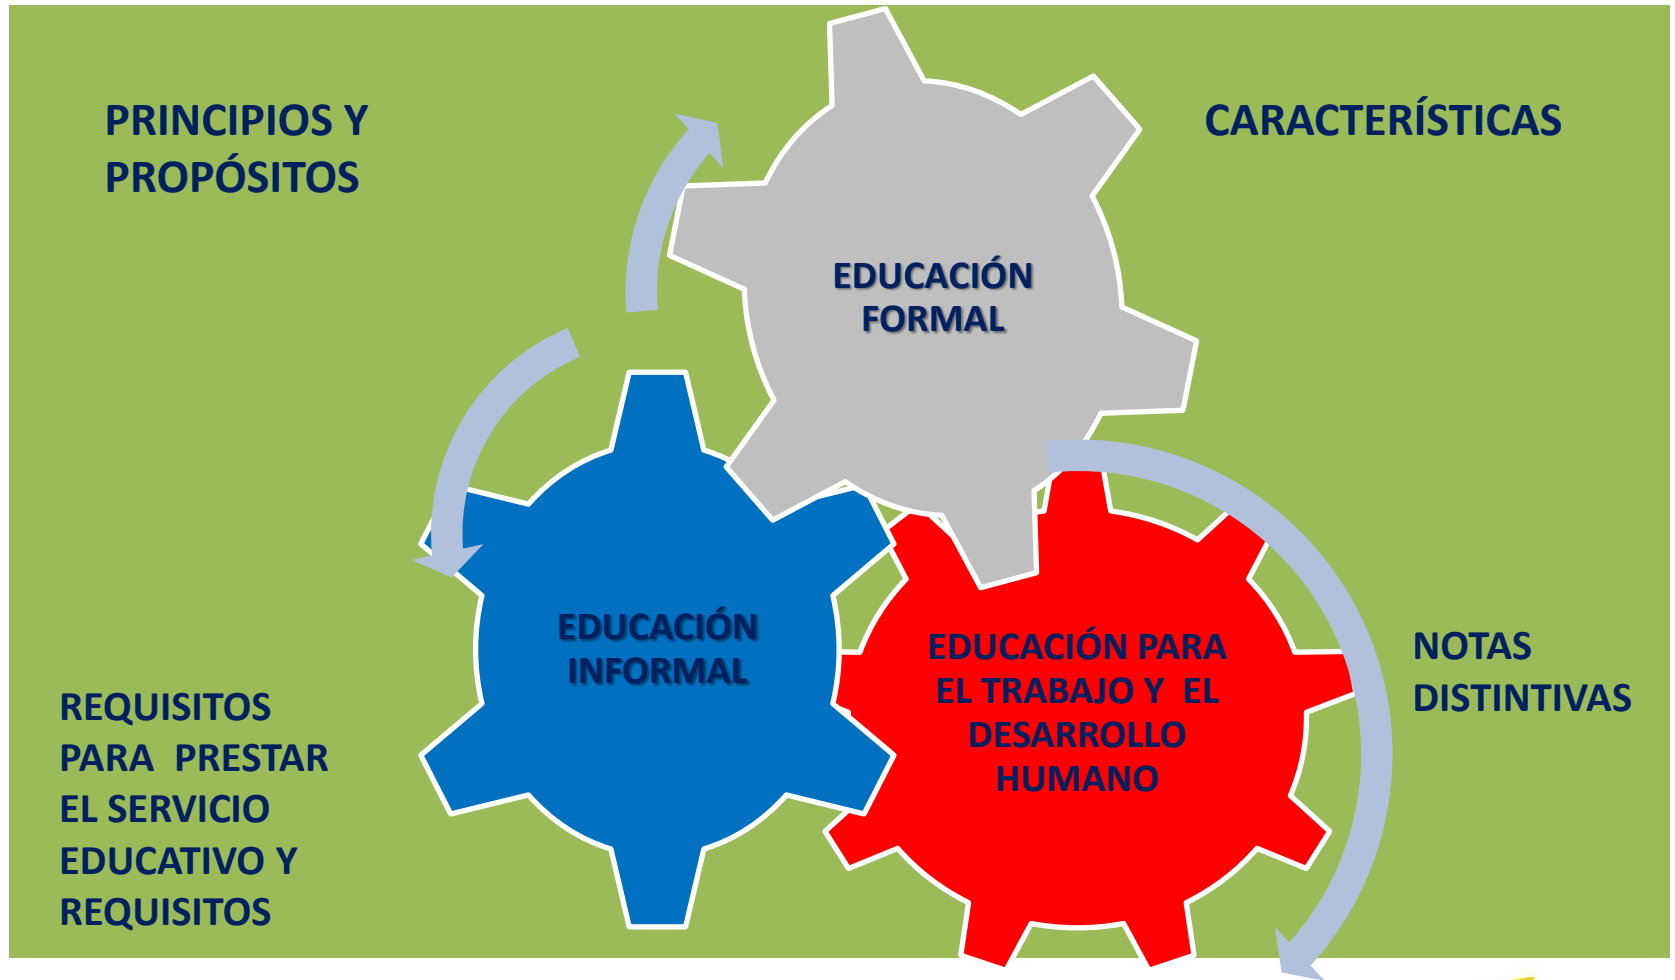 PRINCIPIOS Y
PROPÓSITOS
CARACTERÍSTICAS
EDUCACIÓN
FORMAL
EDUCACIÓN
INFORMAL
EDUCACIÓN PARA
EL TRABAJO Y EL
DESARROLLO
HUMANO
NOTAS
DISTINTIVAS
REQUISITOS
PARA PRESTAR
EL SERVICIO
EDUCATIVO Y
REQUISITOS